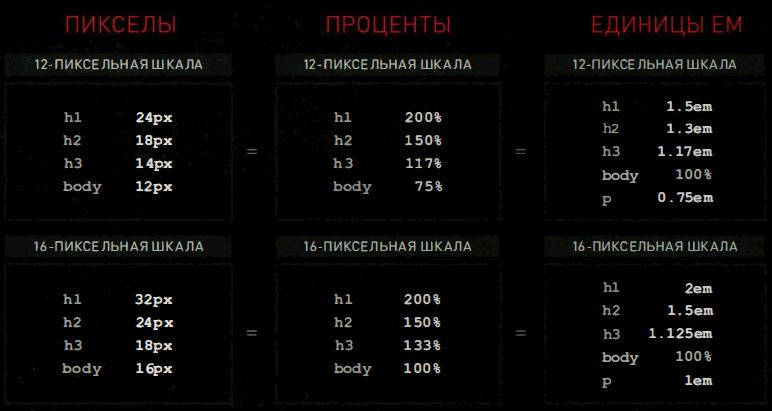 ПИКСЕЛЫ ПРОЦЕНТЫ ЕДИНИЦЫ ЕМ
12-ПИКСЕЛЬНАЯ ШКАЛА 12-ПИКСЕЛЬНАЯ ШКАЛА 12-ПИКСЕЛЬНАЯ ШКАЛА
h1 24px
h2 18px
h3 14px
body 12px
=
h1 200%
h2 150%
h3 117%
body 75%
=
h1 1.5em
h2 1.3em
h3 1.17em
body 100%
p 0.75em
16-ПИКСЕЛЬНАЯ ШКАЛА 16-ПИКСЕЛЬНАЯ ШКАЛА 16-ПИКСЕЛЬНАЯ ШКАЛА
h1 32px
h2 24px
h3 18px
body 16px
=
h1 200%
h2 150%
h3 133%
body 100%
=
h1 2em
h2 1.5em
h3 1.125em
body 100%
p 1em